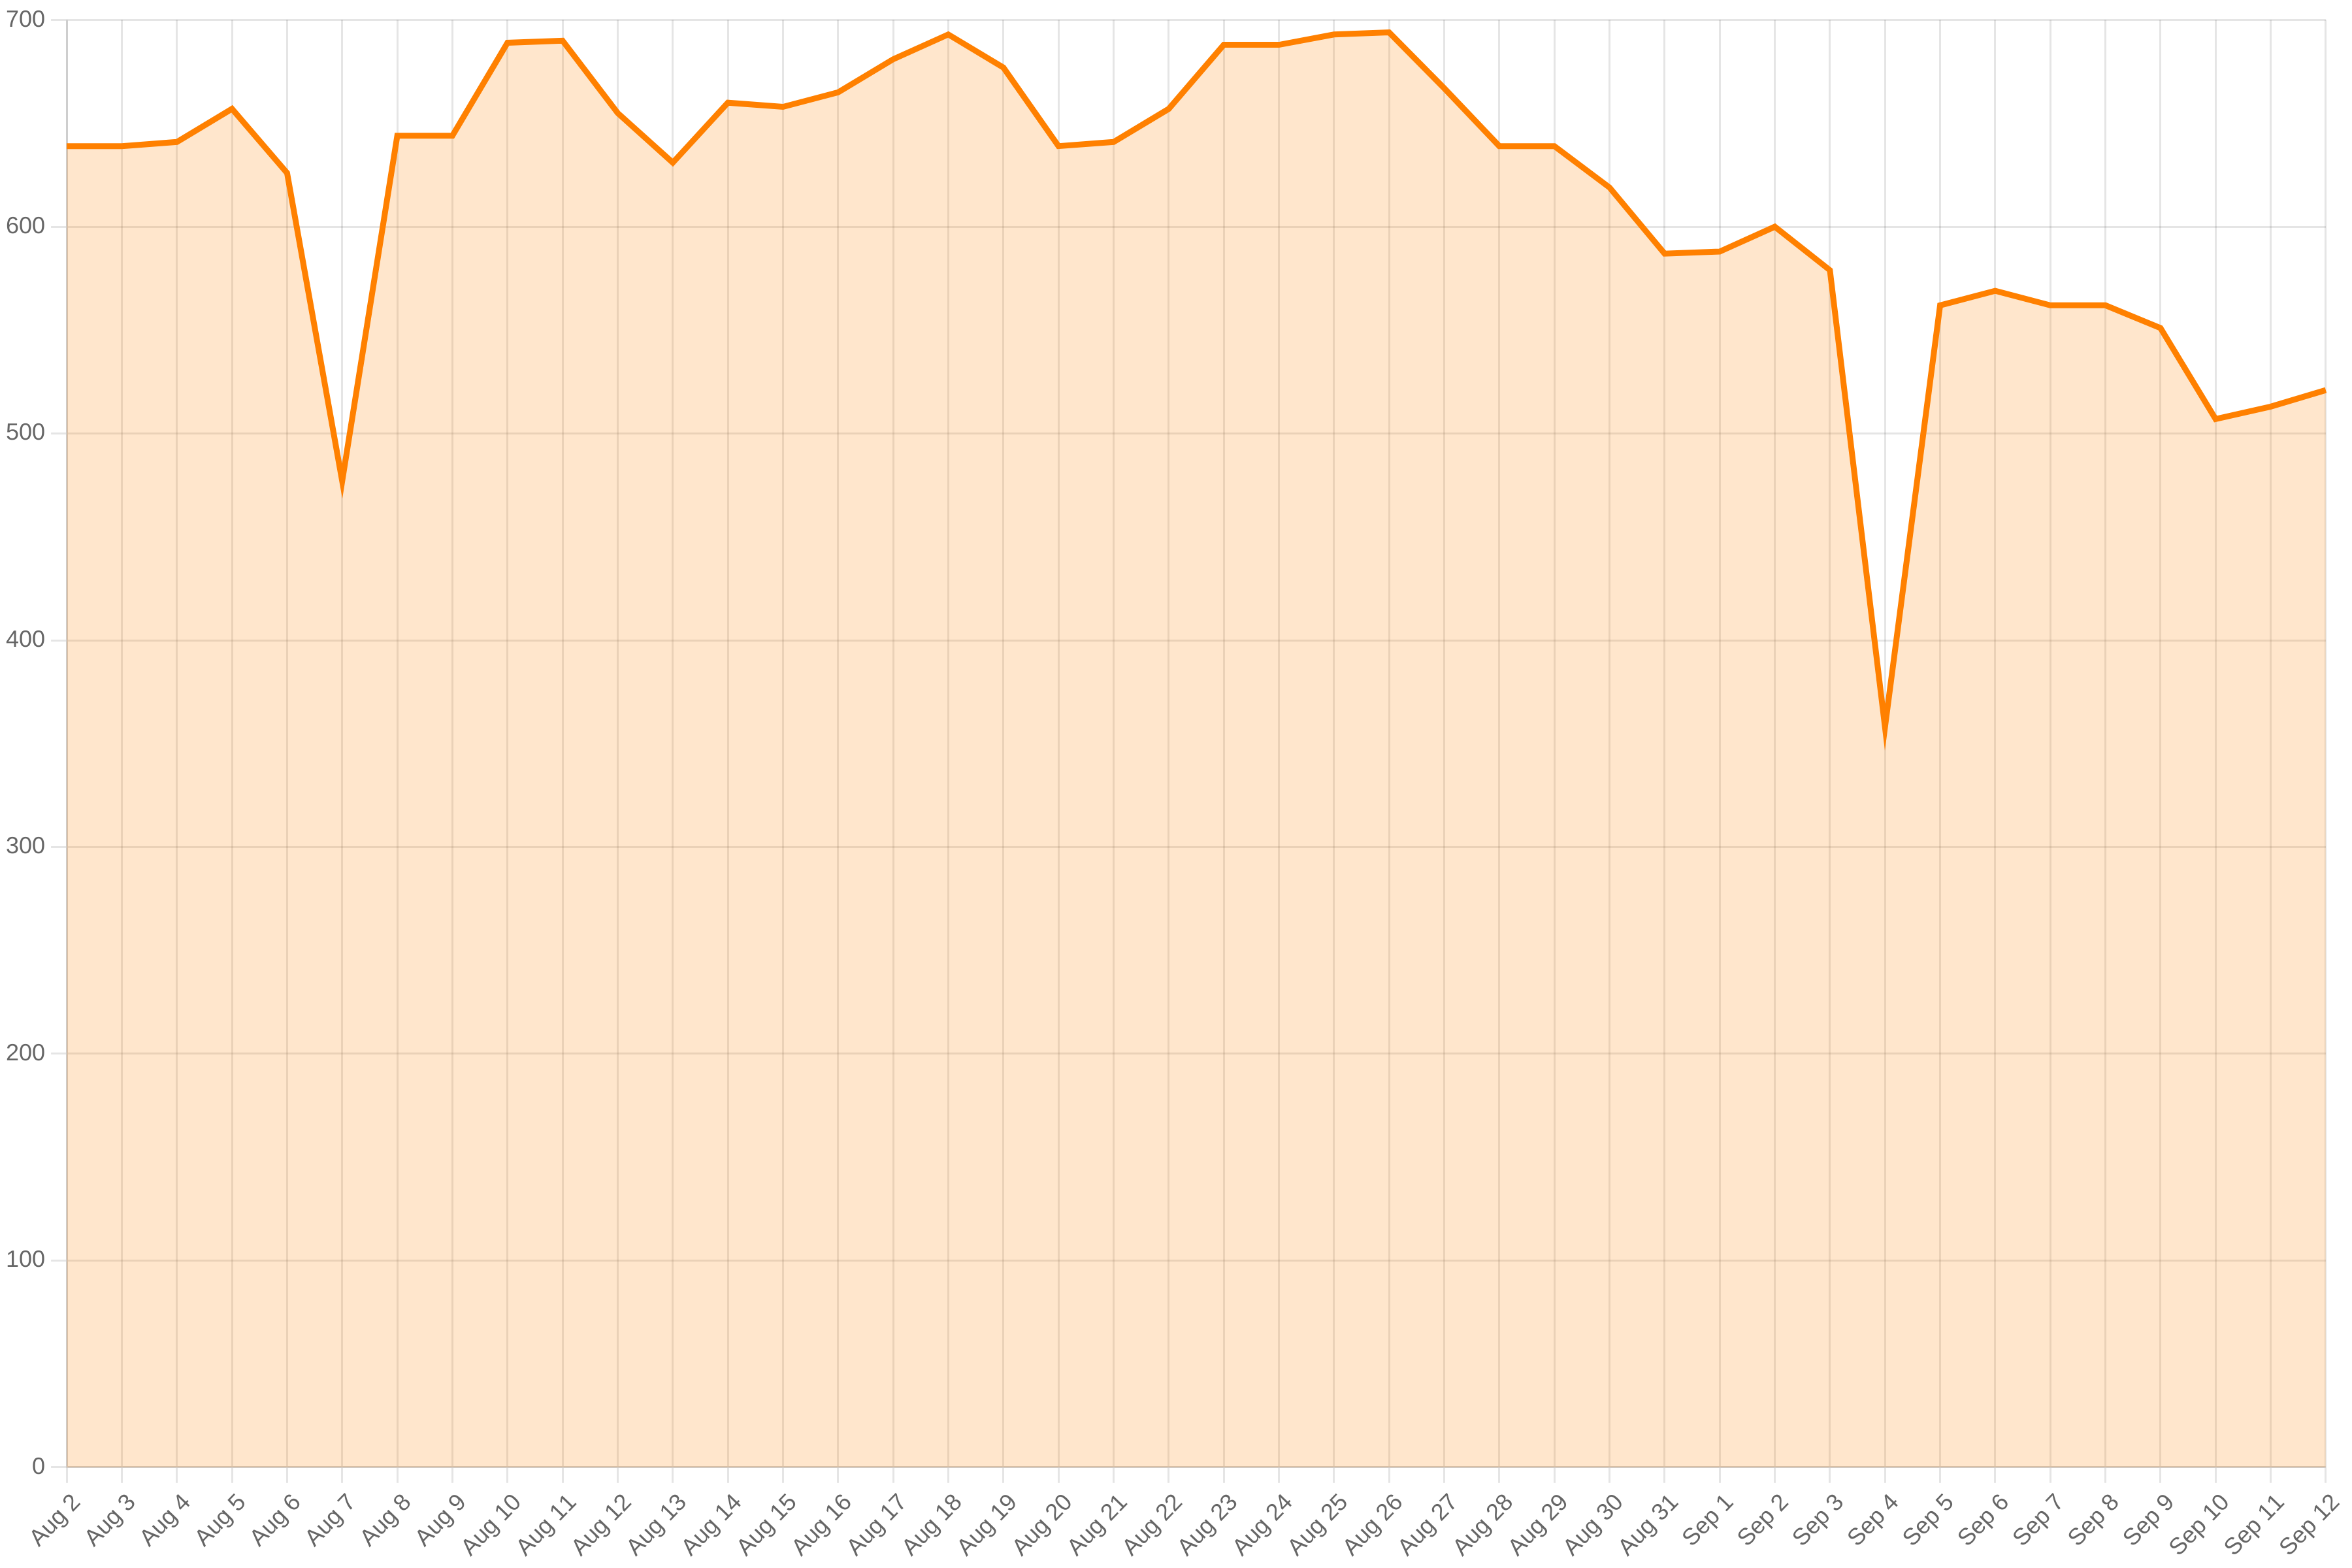 700
600
500
400
300
200
100
0
Aug 2
Aug 3
Aug 4
Aug 5
Aug 6
Aug 7
Aug 8
Aug 9
Aug 10
Aug 11
Aug 12
Aug 13
Aug 14
Aug 15
Aug 16
Aug 17
Aug 18
Aug 19
Aug 20
Aug 21
Aug 22
Aug 23
Aug 24
Aug 25
Aug 26
Aug 27
Aug 28
Aug 29
Aug 30
Aug 31
Sep 1
Sep 2
Sep 3
Sep 4
Sep 5
Sep 6
Sep 7
Sep 8
Sep 9
Sep 10
Sep 11
Sep 12